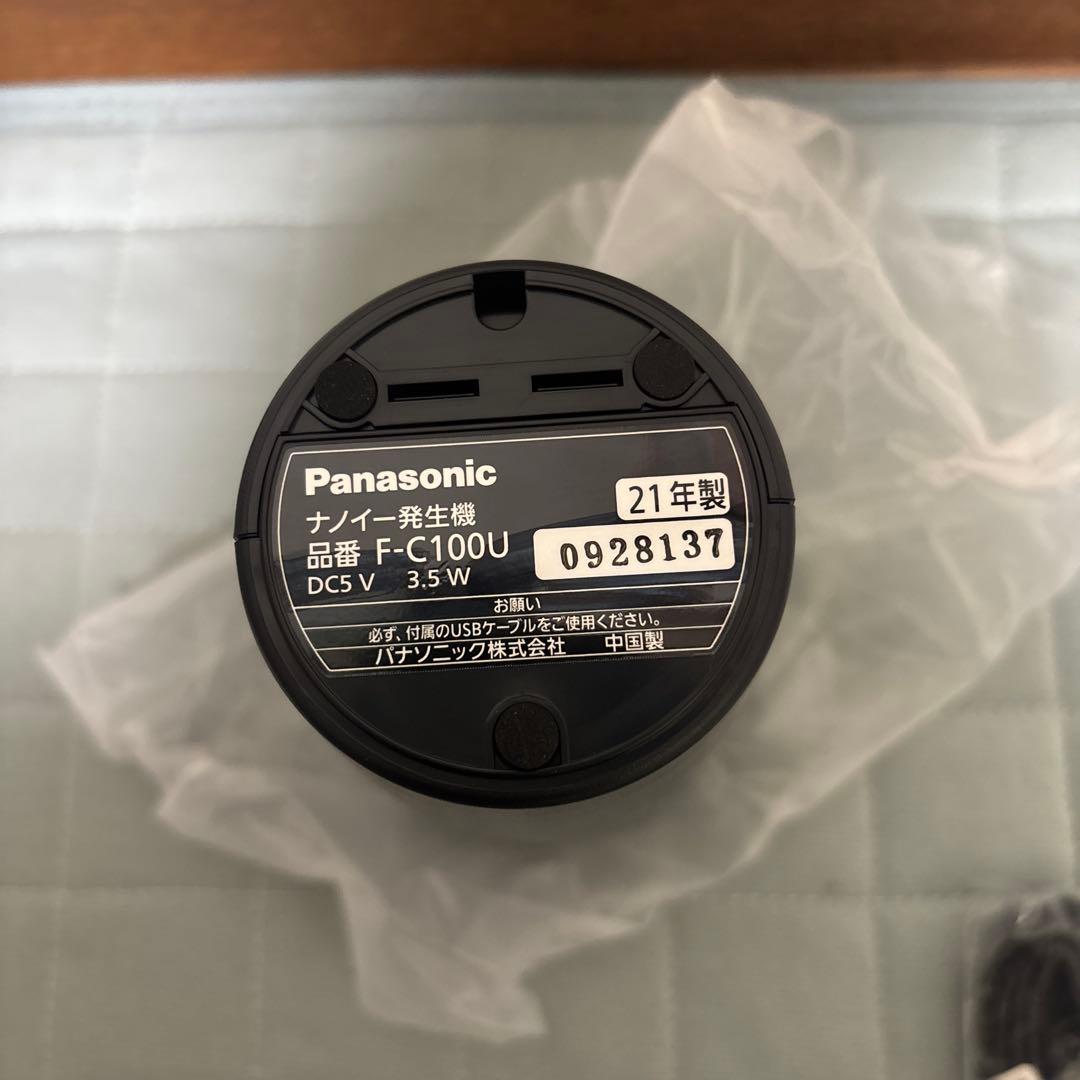 Panasonic
ナノイー発生機
21年製
品番 F-C100U
0928137
DC5 V 3.5 W
お願い
必ず、付属のUSBケーブルをご使用ください。
パナソニック株式会社 中国製